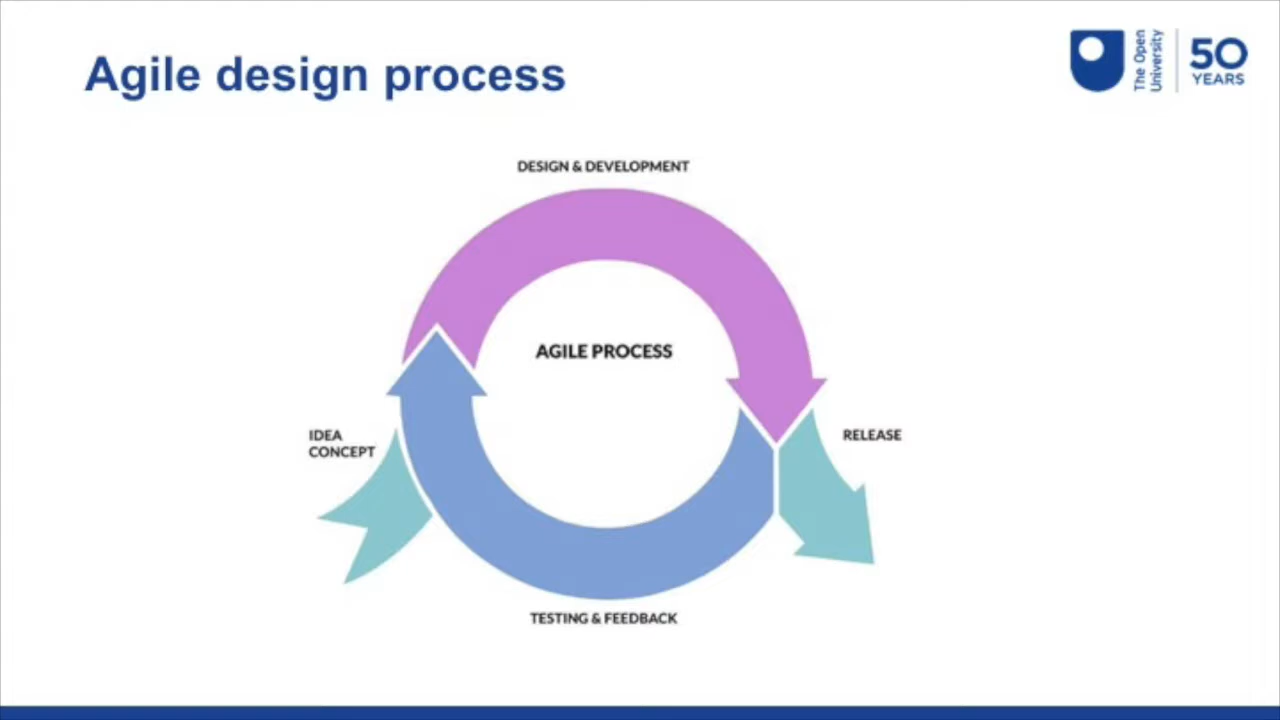 Agile design process
The Open
University
50
YEARS
DESIGN & DEVELOPMENT
AGILE PROCESS
IDEA
CONCEPT
RELEASE
TESTING & FEEDBACK